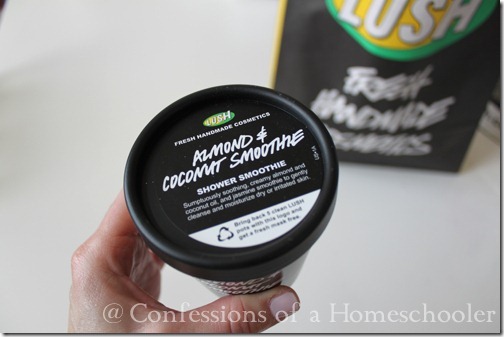 LUSH
FRESH
HANDMADE
COSMETICS
LUSH
FRESH HANDMADE COSMETICS
ALMOND &
COCONUT SMOOTHIE
SHOWER SMOOTHIE
Sumptuously soothing, creamy almond and
coconut oil, and jasmine smoothie to gently
cleanse and moisturize dry or irritated skin.
Bring back 5 clean LUSH
pots with this logo and
get a fresh mask free.
@ Confessions of a Homeschooler